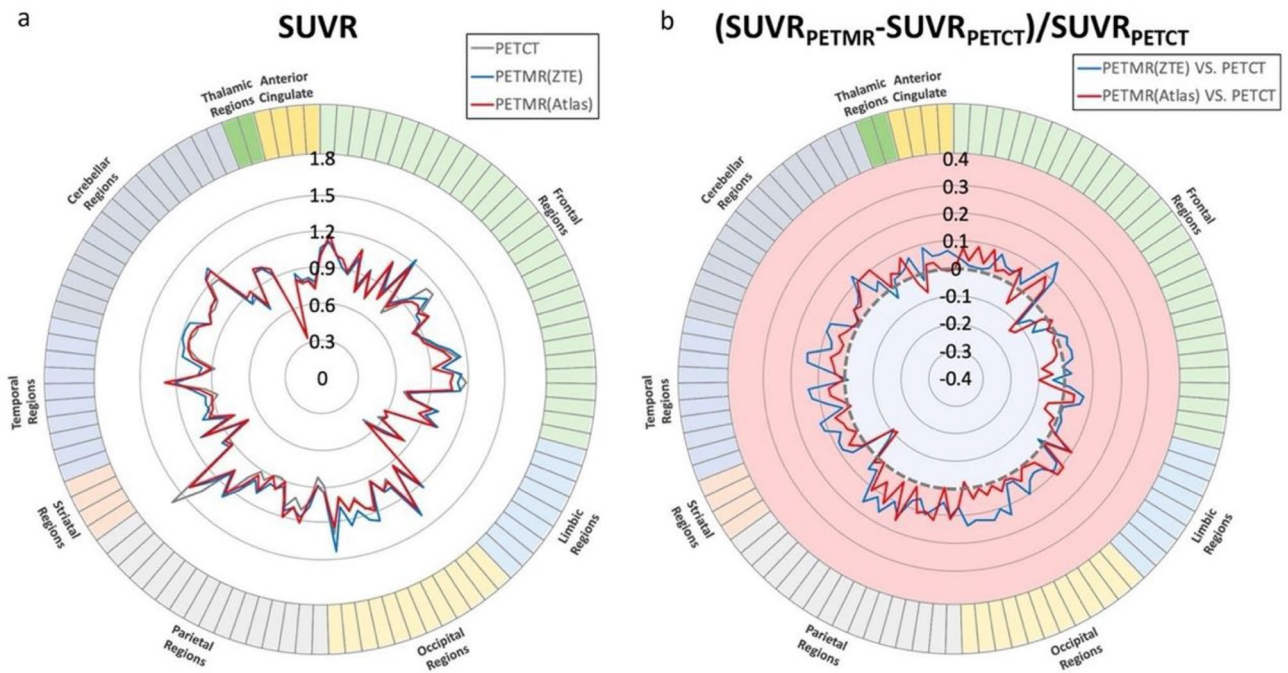 a
SUVR
PETCT
PETMR(ZTE)
PETMR(Atlas)
Thalamic
Regions
Anterior
Cingulate
Frontal
Regions
Limbic
Regions
Occipital
Regions
Parietal
Regions
Striatal
Regions
Temporal
Regions
Cerebellar
Regions
1.8
1.5
1.2
0.9
0.6
0.3
0
b
(SUVRPETMR-SUVRPETCT)/SUVRPETCT
PETMR(ZTE) VS. PETCT
PETMR(Atlas) VS. PETCT
Thalamic
Regions
Anterior
Cingulate
Frontal
Regions
Limbic
Regions
Occipital
Regions
Parietal
Regions
Striatal
Regions
Temporal
Regions
Cerebellar
Regions
0.4
0.3
0.2
0.1
0
-0.1
-0.2
-0.3
-0.4